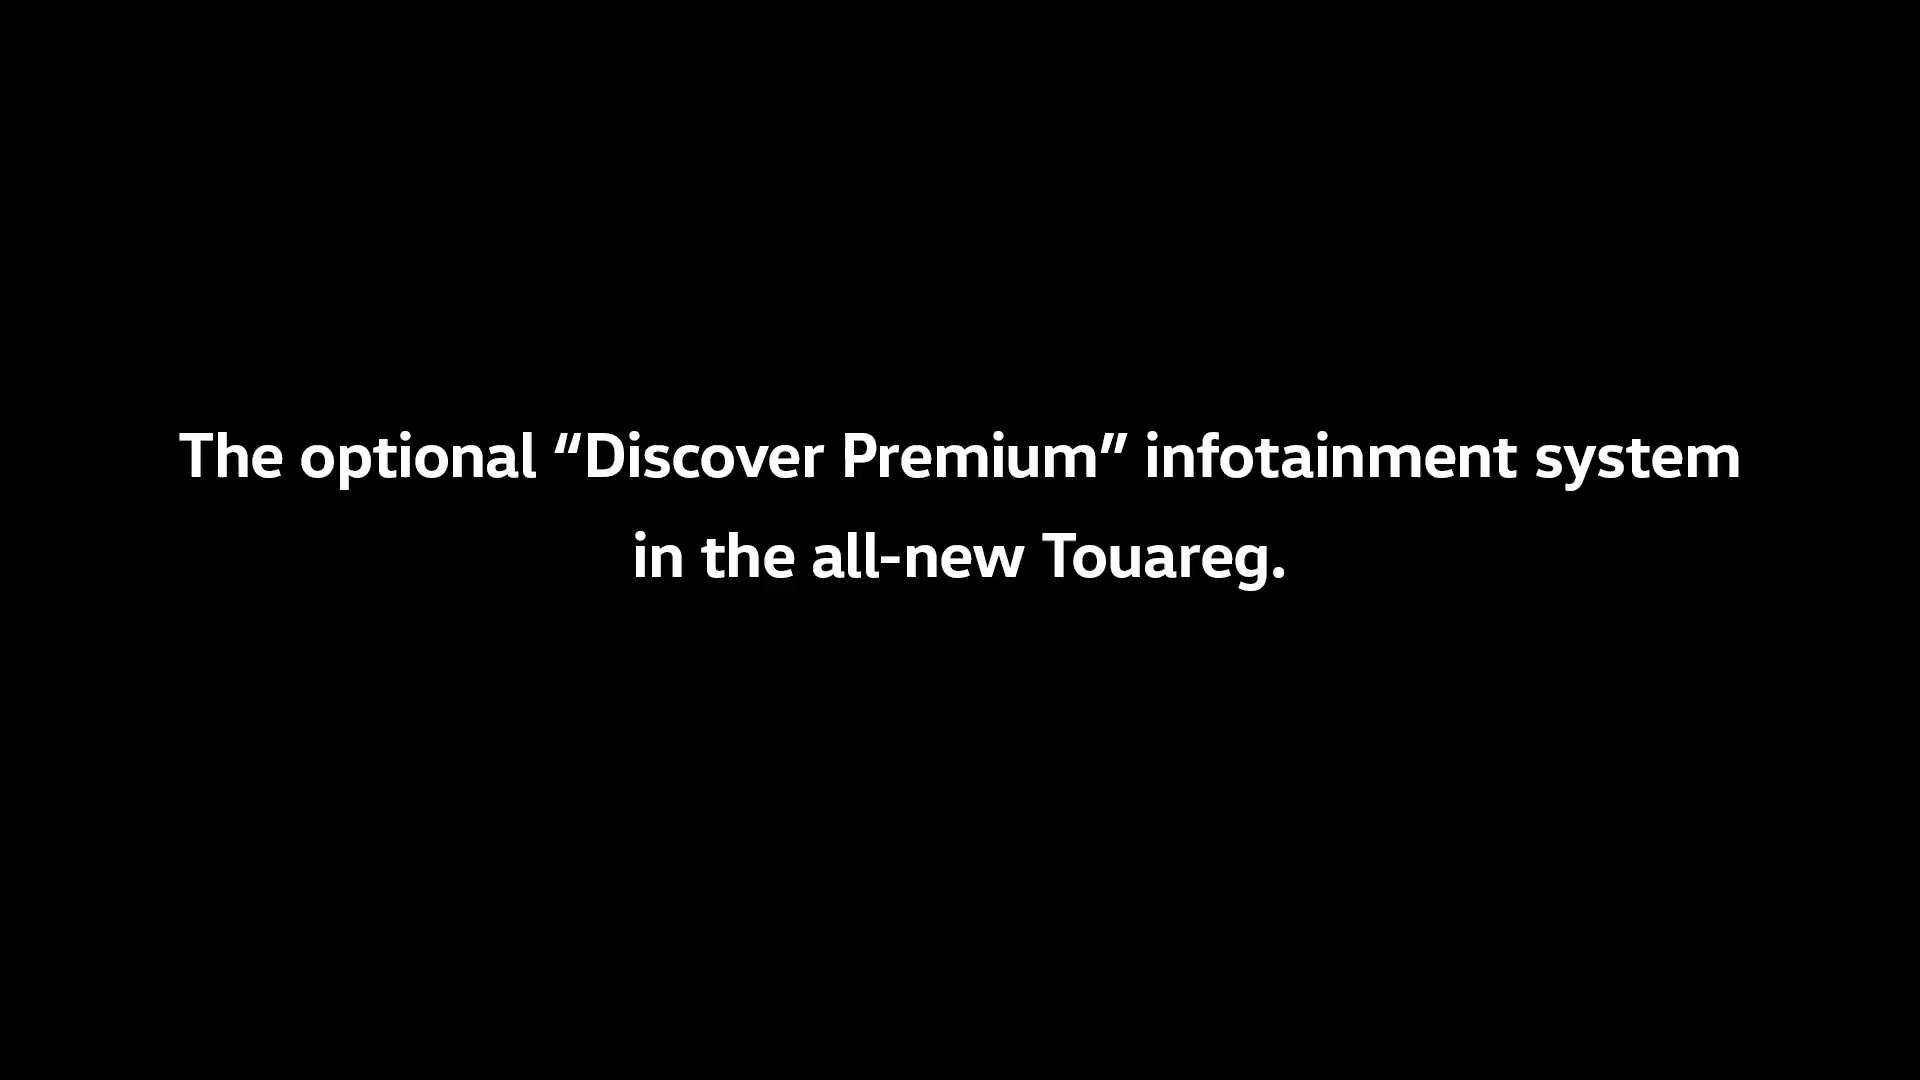 The optional “Discover Premium” infotainment system
in the all-new Touareg.